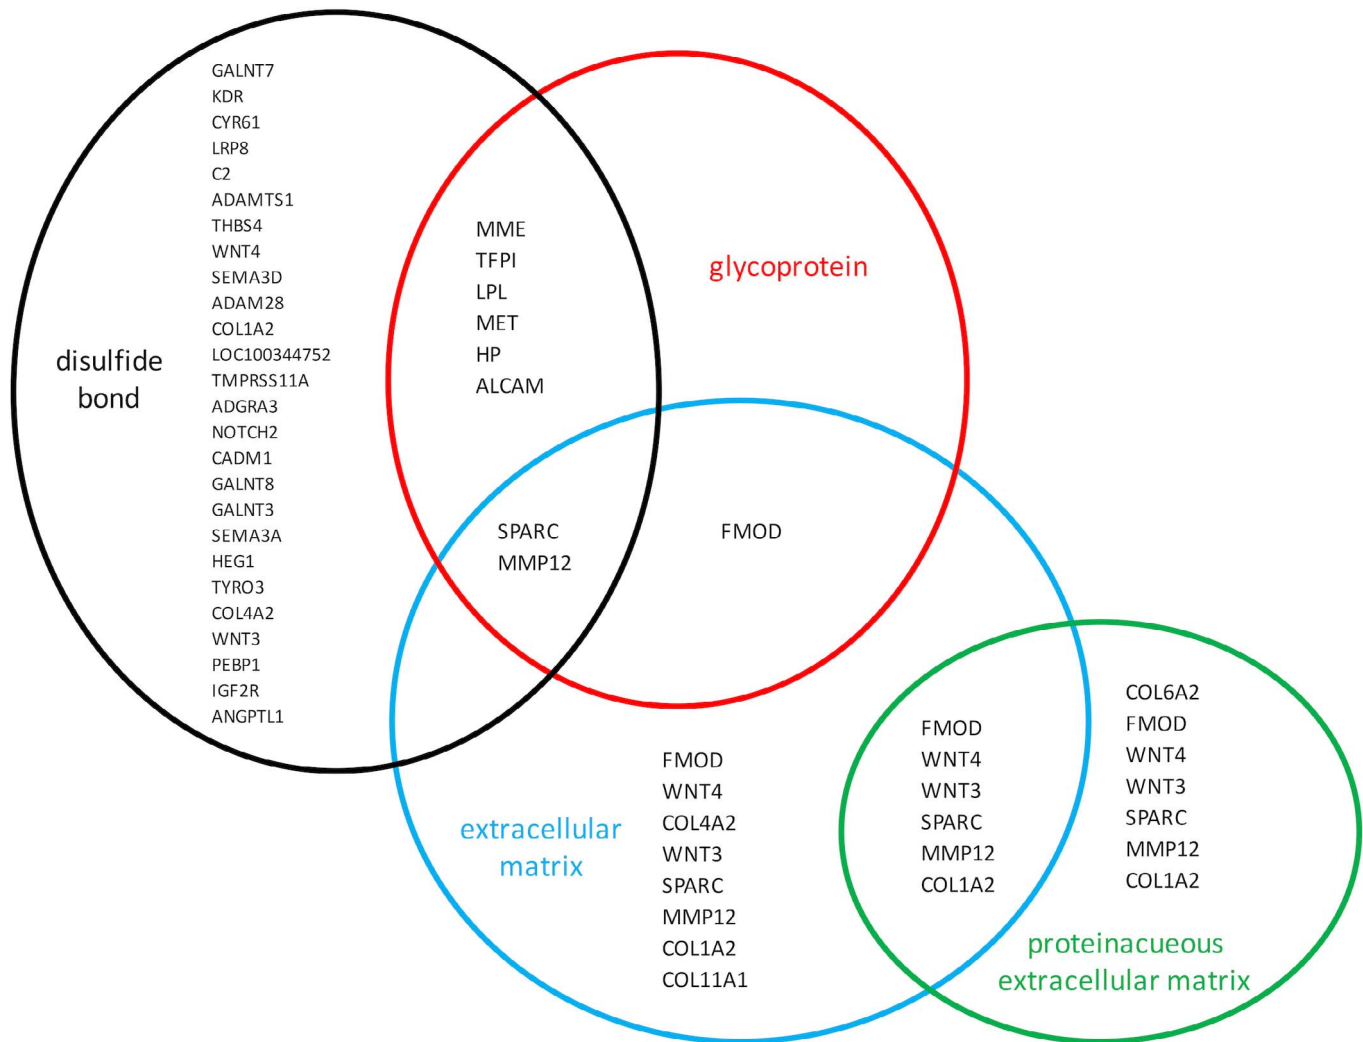 GALNT7
KDR
CYR61
LRP8
C2
ADAMTS1
THBS4
WNT4
SEMA3D
ADAM28
COL1A2
LOC100344752
TMPRSS11A
ADGRA3
NOTCH2
CADM1
GALNT8
GALNT3
SEMA3A
HEG1
TYRO3
COL4A2
WNT3
PEBP1
IGF2R
ANGPTL1
disulfide
bond
MME
TFPI
LPL
MET
HP
ALCAM
glycoprotein
SPARC
MMP12
FMOD
extracellular
matrix
FMOD
WNT4
COL4A2
WNT3
SPARC
MMP12
COL1A2
COL11A1
FMOD
WNT4
WNT3
SPARC
MMP12
COL1A2
COL6A2
FMOD
WNT4
WNT3
SPARC
MMP12
COL1A2
proteinacueous
extracellular matrix